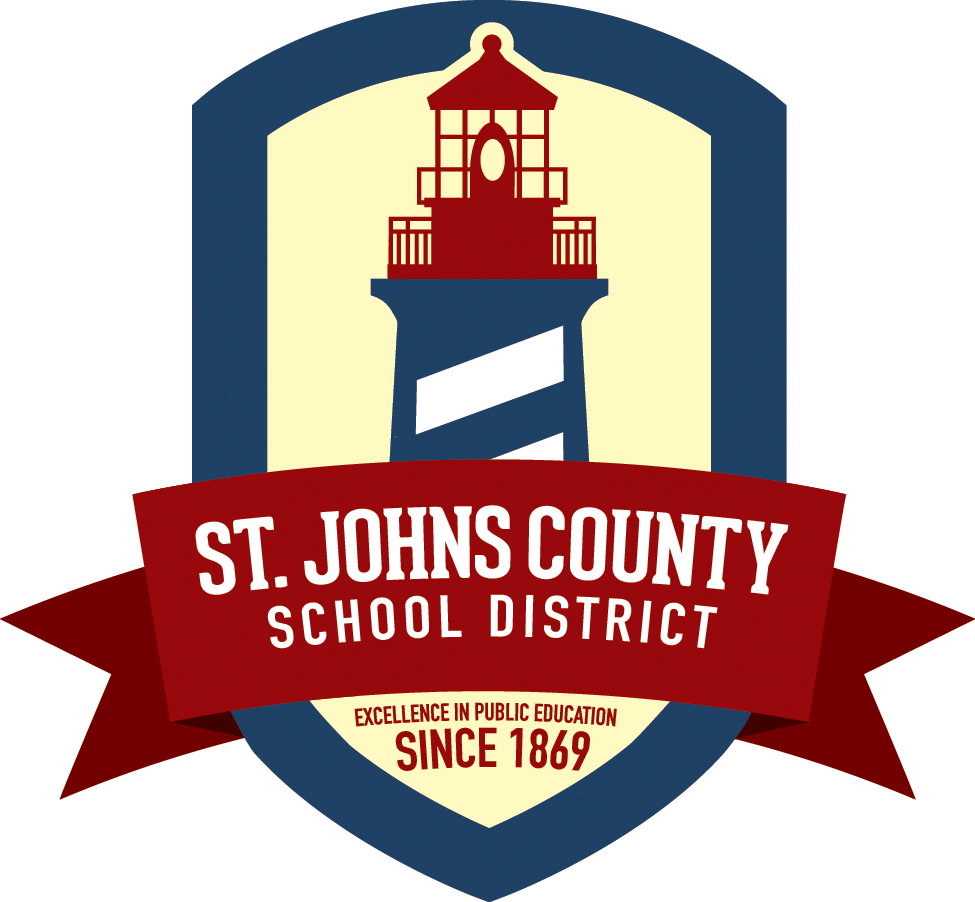 ST. JOHNS COUNTY
SCHOOL DISTRICT
EXCELLENCE IN PUBLIC EDUCATION
SINCE 1869